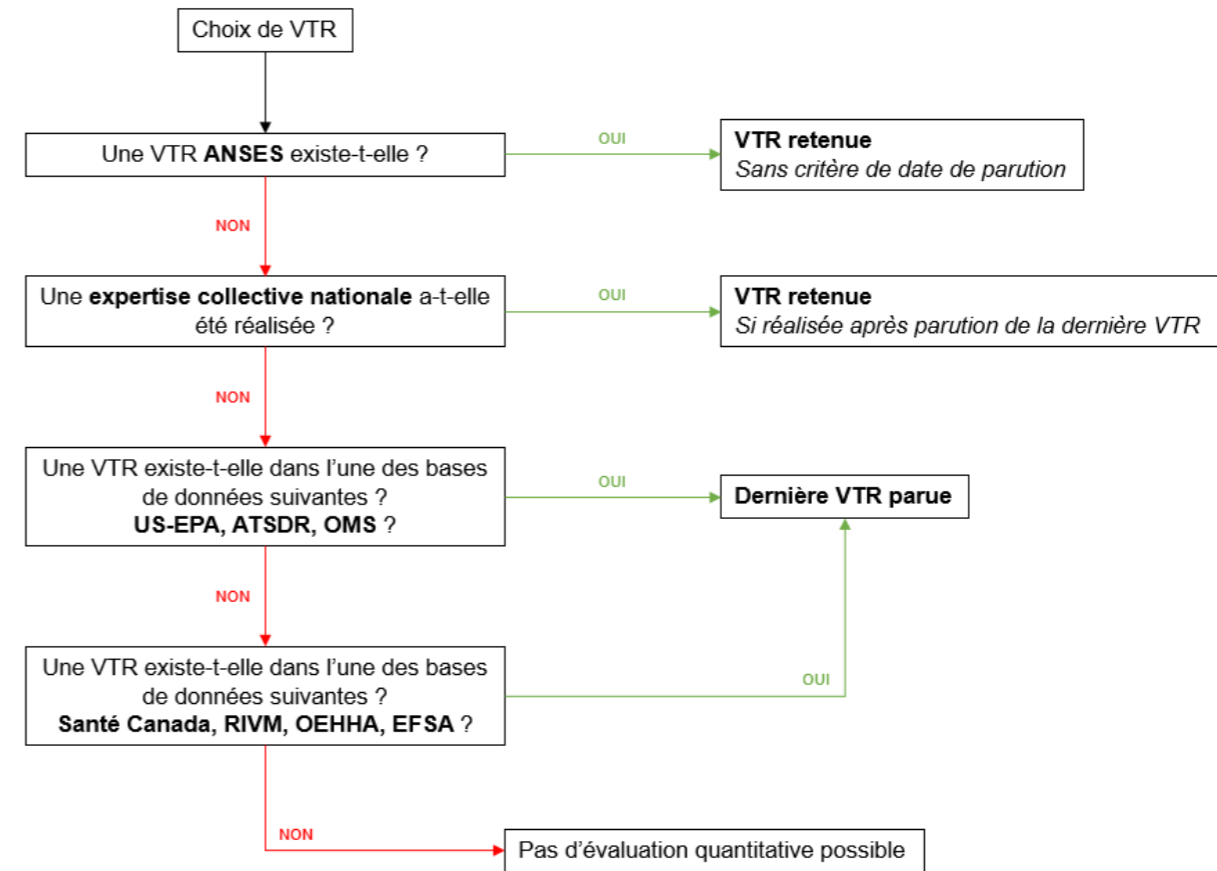 Choix de VTR
Une VTR ANSES existe-t-elle ?
OUI
VTR retenue
Sans critère de date de parution
NON
Une expertise collective nationale a-t-elle
été réalisée ?
OUI
VTR retenue
Si réalisée après parution de la dernière VTR
NON
Une VTR existe-t-elle dans l'une des bases
de données suivantes ?
US-EPA, ATSDR, OMS ?
OUI
Dernière VTR parue
NON
Une VTR existe-t-elle dans l'une des bases
de données suivantes ?
Santé Canada, RIVM, OEHHA, EFSA ?
OUI
NON
Pas d'évaluation quantitative possible